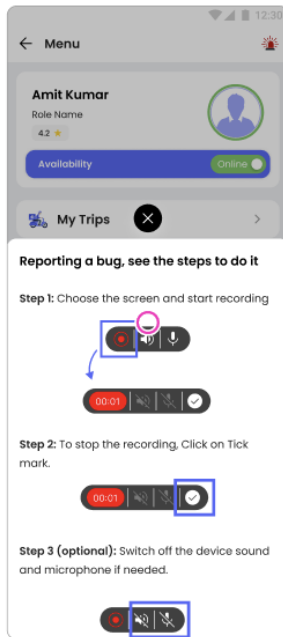 12:30
Menu
Amit Kumar
Role Name
4.2
Availability
Online
My Trips
Reporting a bug, see the steps to do it
Step 1: Choose the screen and start recording
00:01
Step 2: To stop the recording, Click on Tick
mark.
00:01
Step 3 (optional): Switch off the device sound
and microphone if needed.